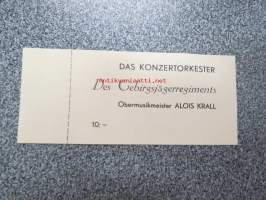 DAS KONZERTORKESTER
Des Gebirgsjägerregiments
Obermusikmeister ALOIS KRALL
10:—